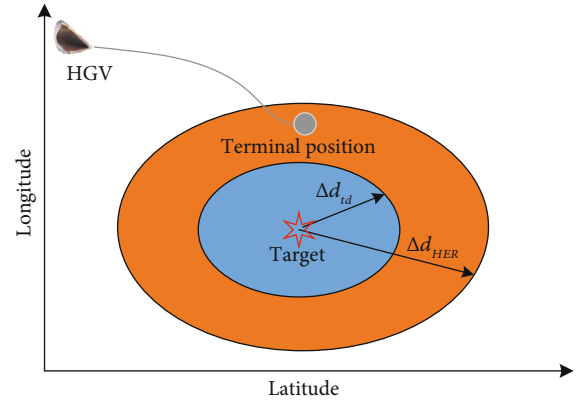 HGV
Terminal position
Δd_td
Δd_HER
Target
Longitude
Latitude